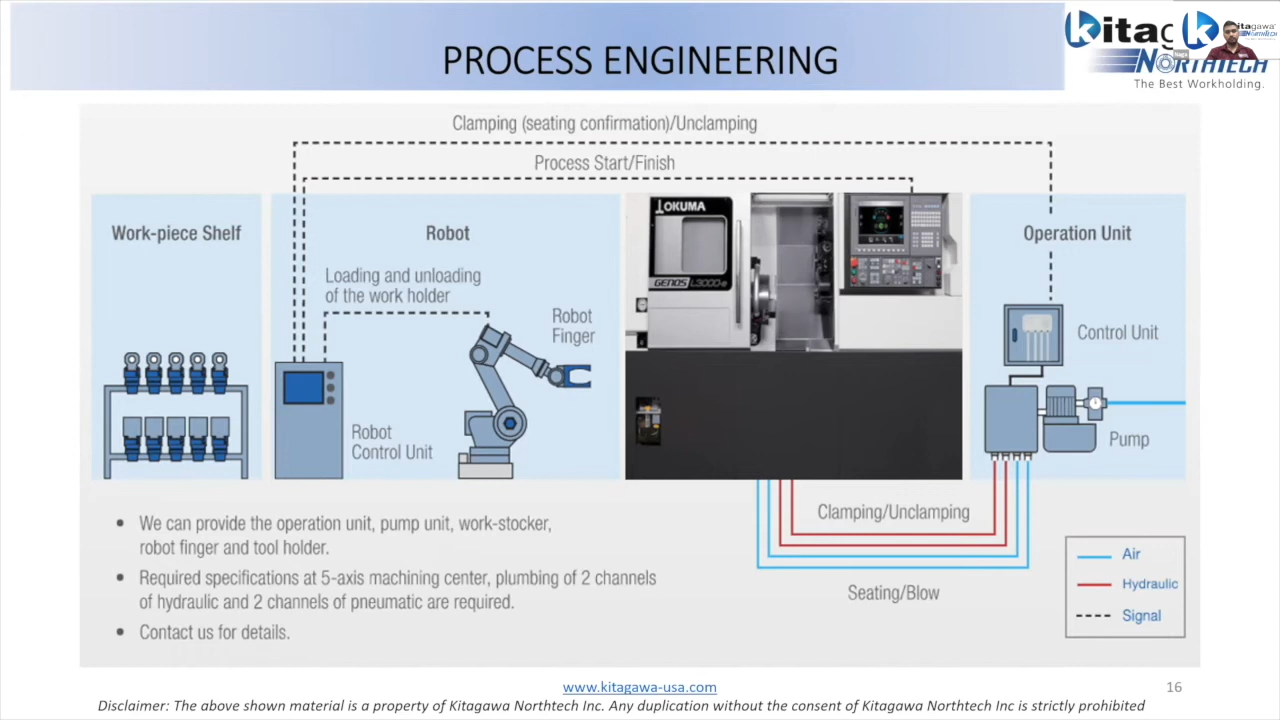 PROCESS ENGINEERING
kitag
itagawa
NORTHTECH
NORTHTECH
The Best Workholding.
Clamping (seating confirmation)/Unclamping
Process Start/Finish
Work-piece Shelf
Robot
Loading and unloading
of the work holder
Robot
Finger
Robot
Control Unit
OKUMA
GENOS L3000-e
Operation Unit
Control Unit
Pump
Clamping/Unclamping
Seating/Blow
Air
Hydraulic
Signal
• We can provide the operation unit, pump unit, work-stocker,
robot finger and tool holder.
• Required specifications at 5-axis machining center, plumbing of 2 channels
of hydraulic and 2 channels of pneumatic are required.
• Contact us for details.
www.kitagawa-usa.com
16
Disclaimer: The above shown material is a property of Kitagawa Northtech Inc. Any duplication without the consent of Kitagawa Northtech Inc is strictly prohibited